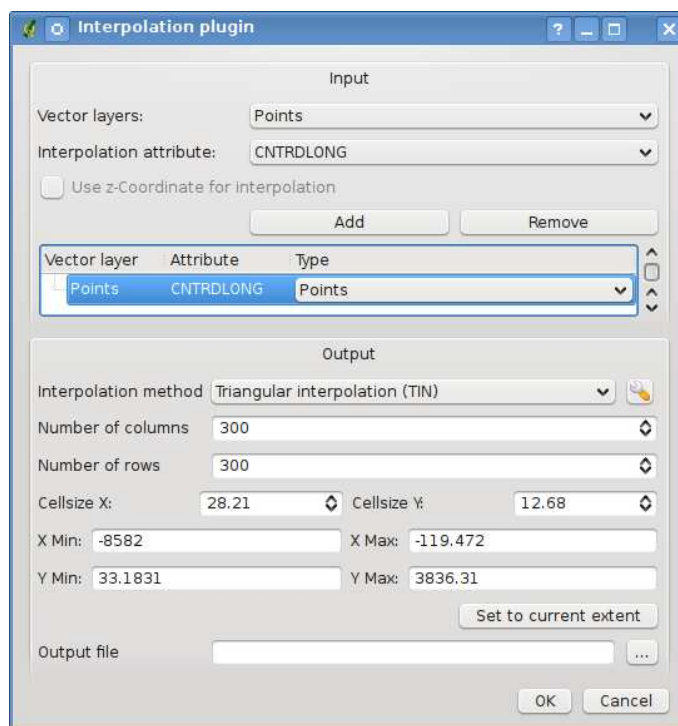 Interpolation plugin
Input
Vector layers: Points
Interpolation attribute: CNTRDLONG
Use z-Coordinate for interpolation
Add Remove
Vector layer Attribute Type
Points CNTRDLONG Points
Output
Interpolation method Triangular interpolation (TIN)
Number of columns 300
Number of rows 300
Cellsize X: 28.21 Cellsize Y: 12.68
X Min: -8582 X Max: -119.472
Y Min: 33.1831 Y Max: 3836.31
Set to current extent
Output file ...
OK Cancel